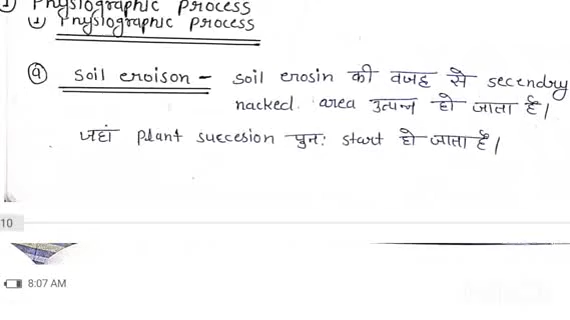 ① Physiographic process
① Physiographic process
ⓐ soil eroison – soil erosin की वजह से secendry
nacked area उत्पन्न हो जाता है।
जहां plant succesion पुन: start हो जाता है।
10
8:07 AM